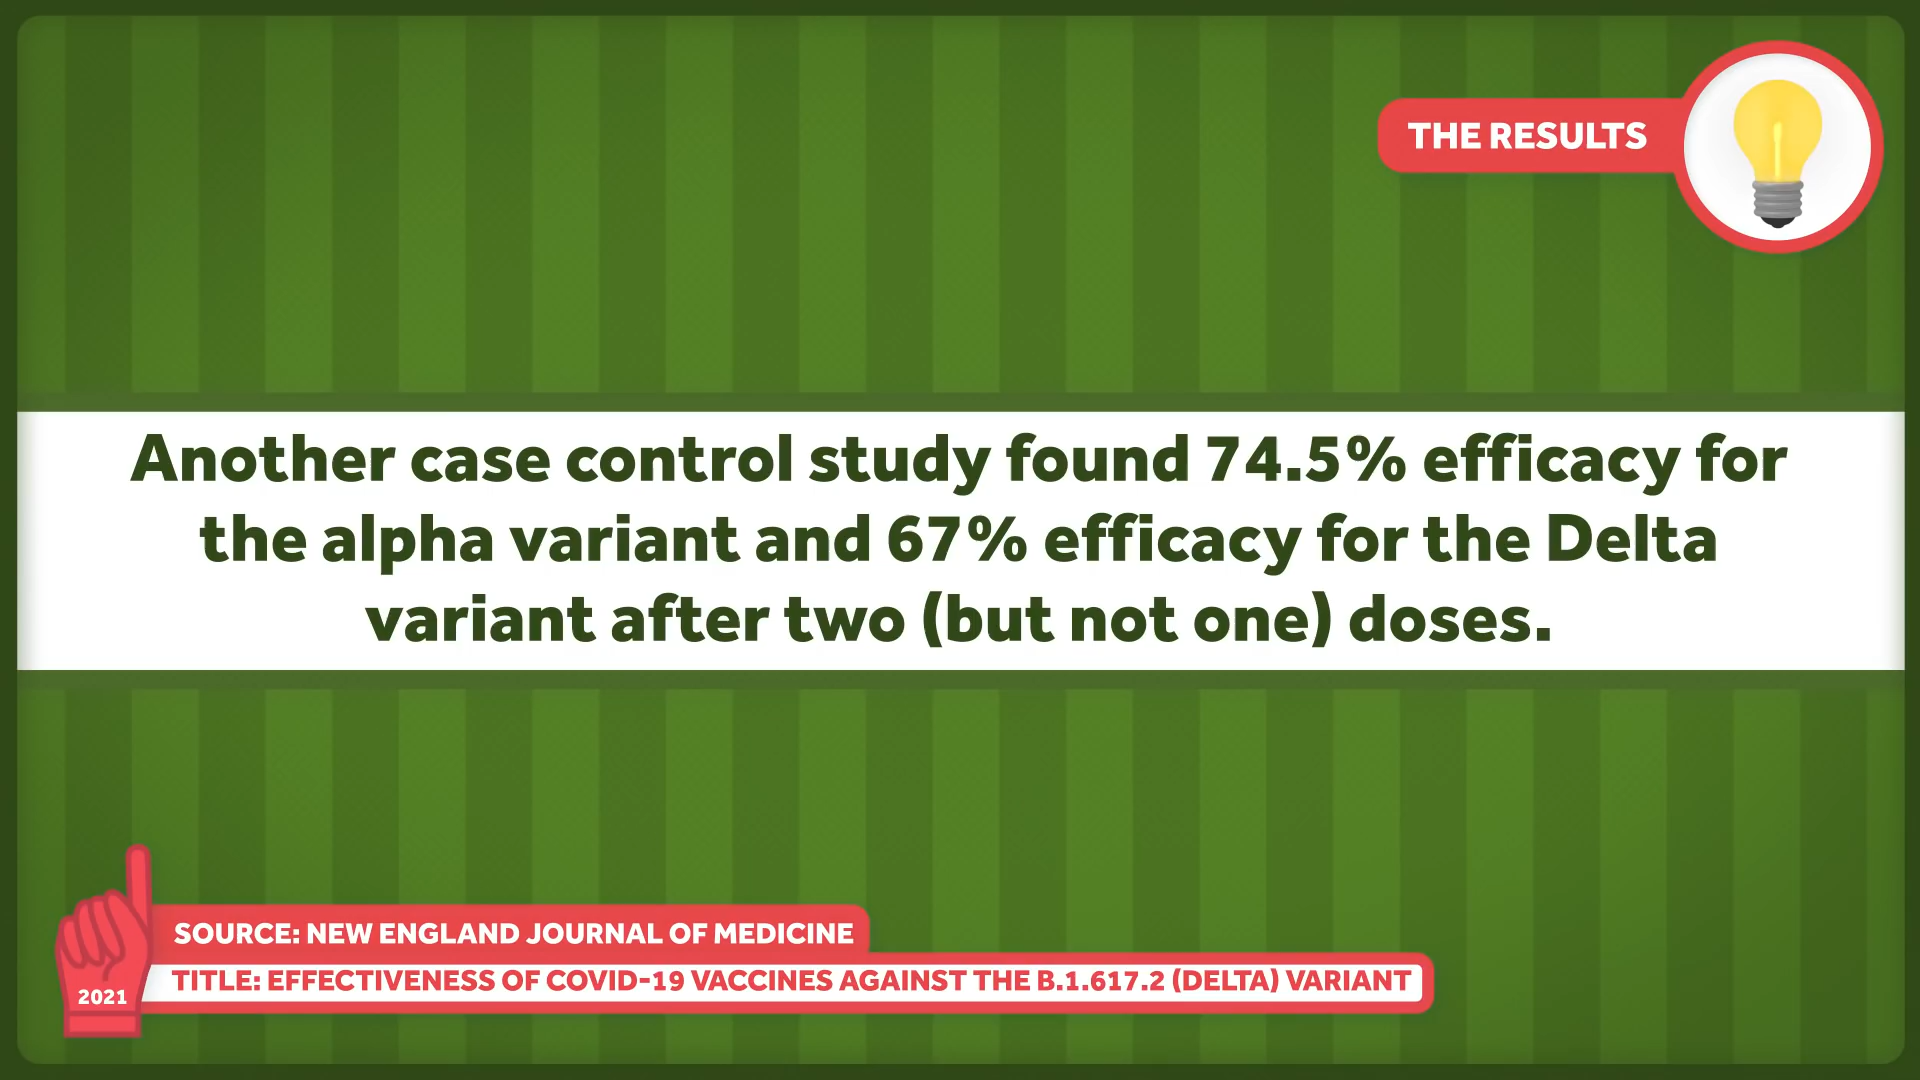 THE RESULTS
Another case control study found 74.5% efficacy for
the alpha variant and 67% efficacy for the Delta
variant after two (but not one) doses.
SOURCE: NEW ENGLAND JOURNAL OF MEDICINE
TITLE: EFFECTIVENESS OF COVID-19 VACCINES AGAINST THE B.1.617.2 (DELTA) VARIANT
2021